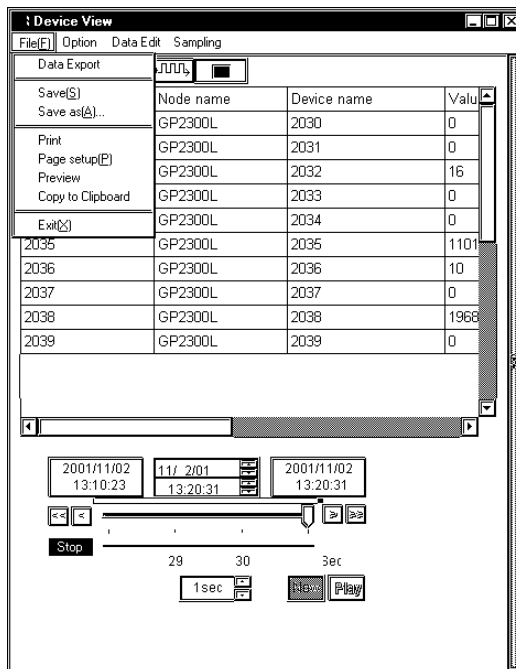 Device View
File(F) Option Data Edit Sampling
Data Export
Save(S)
Save as(A)...
Print
Page setup(P)
Preview
Copy to Clipboard
Exit(X)
Node name Device name Valu
GP2300L 2030 0
GP2300L 2031 0
GP2300L 2032 16
GP2300L 2033 0
GP2300L 2034 0
2035 GP2300L 2035 1101
2036 GP2300L 2036 10
2037 GP2300L 2037 0
2038 GP2300L 2038 1968
2039 GP2300L 2039 0
2001/11/02 11/ 2/01 2001/11/02
13:10:23 13:20:31 13:20:31
<< < > >>
Stop
29 30 Sec
1sec Now Play